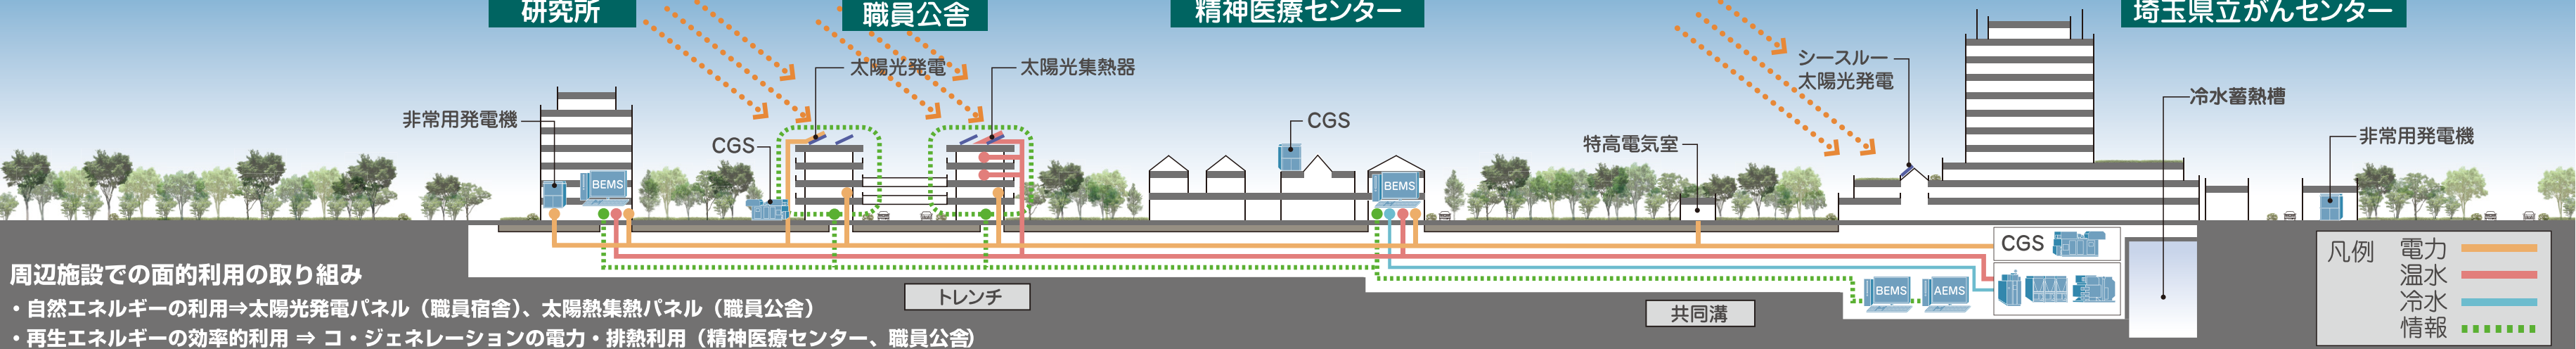 研究所
職員公舎
精神医療センター
埼玉県立がんセンター
太陽光発電
太陽光集熱器
シースルー
太陽光発電
冷水蓄熱槽
非常用発電機
CGS
CGS
特高電気室
非常用発電機
BEMS
BEMS
CGS
BEMS
AEMS
トレンチ
共同溝
周辺施設での面的利用の取り組み
・自然エネルギーの利用⇒太陽光発電パネル（職員宿舎）、太陽熱集熱パネル（職員公舎）
・再生エネルギーの効率的利用 ⇒ コ・ジェネレーションの電力・排熱利用（精神医療センター、職員公舎）
凡例
電力
温水
冷水
情報